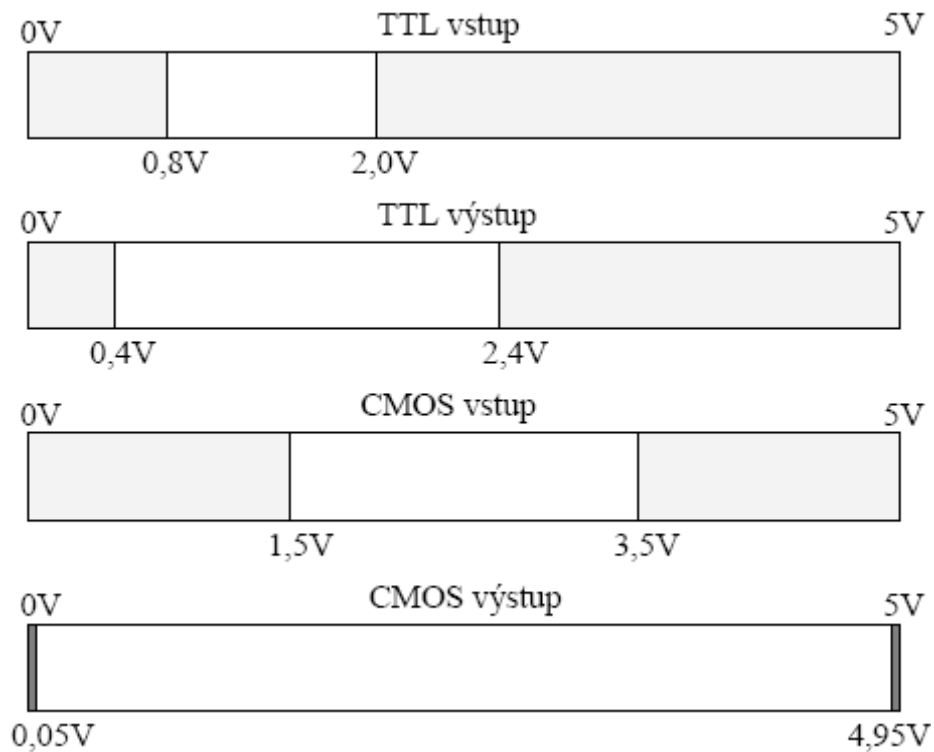 0V TTL vstup 5V
0,8V 2,0V
0V TTL výstup 5V
0,4V 2,4V
0V CMOS vstup 5V
1,5V 3,5V
0V CMOS výstup 5V
0,05V 4,95V